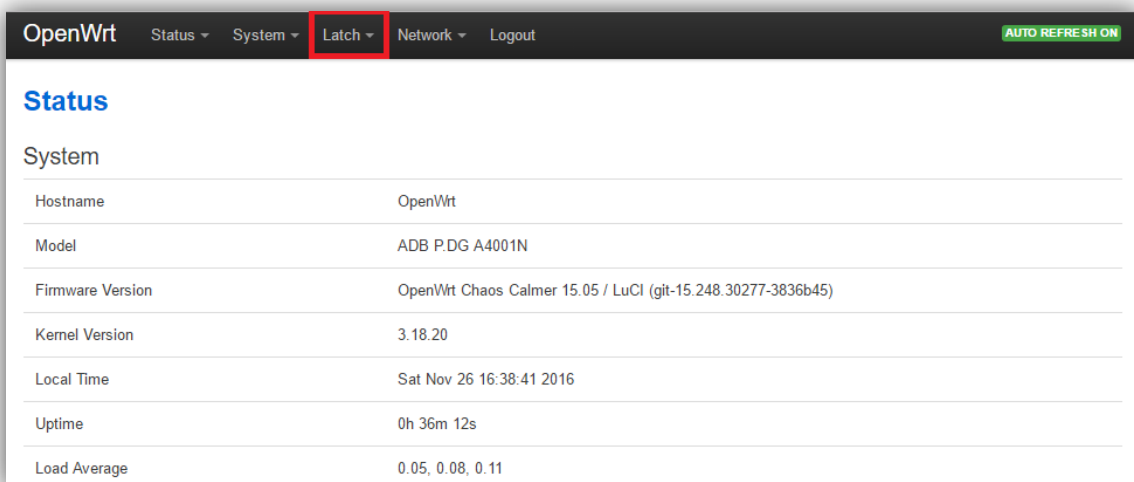 OpenWrt Status System Latch Network Logout AUTO REFRESH ON
Status
System
Hostname OpenWrt
Model ADB P.DG A4001N
Firmware Version OpenWrt Chaos Calmer 15.05 / LuCI (git-15.248.30277-3836b45)
Kernel Version 3.18.20
Local Time Sat Nov 26 16:38:41 2016
Uptime 0h 36m 12s
Load Average 0.05, 0.08, 0.11